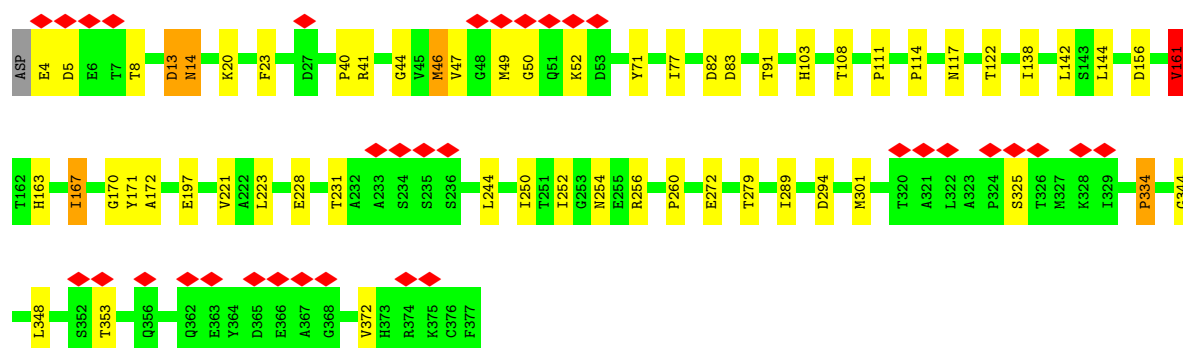 ASP E4 D5 E6 T7 T8 D13 N14 K20 F23 D27 P40 R41 G44 V45 M46 V47 G48 M49 G50 Q51 K52 D53 Y71 I77 D82 D83 T91 H103 T108 P111 P114 N117 T122 I138 L142 S143 L144 D156 V161
T162 H163 I167 G170 Y171 A172 E197 V221 A222 L223 E228 T231 A232 A233 S234 S235 S236 L244 I250 T251 I252 G253 N254 E255 R256 P260 E272 T279 I289 D294 M301 T320 A321 L322 A323 P324 S325 T326 M327 K328 I329 P334 G344
L348 S352 T353 Q356 Q362 E363 Y364 D365 E366 A367 G368 V372 H373 R374 K375 C376 F377